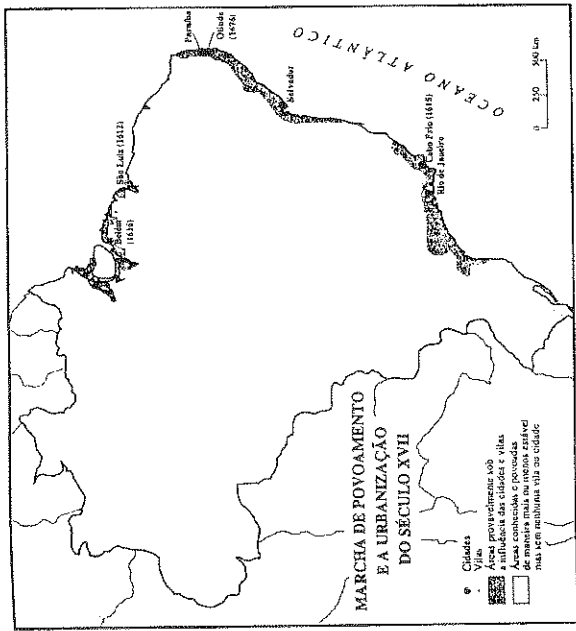 MARCHA DE POVOAMENTO
E A URBANIZAÇÃO
DO SÉCULO XVII
Cidades
Vilas
Áreas provavelmente sob
a influência das cidades e vilas
Áreas conhecidas e povoadas
de maneira mais ou menos estável
mas sem nenhuma vila ou cidade
Belém
São Luiz (1612)
Paraíba
Olinda
(1676)
Salvador
Cabo Frio (1615)
Rio de Janeiro
OCEANO ATLÂNTICO
0 250 500 km